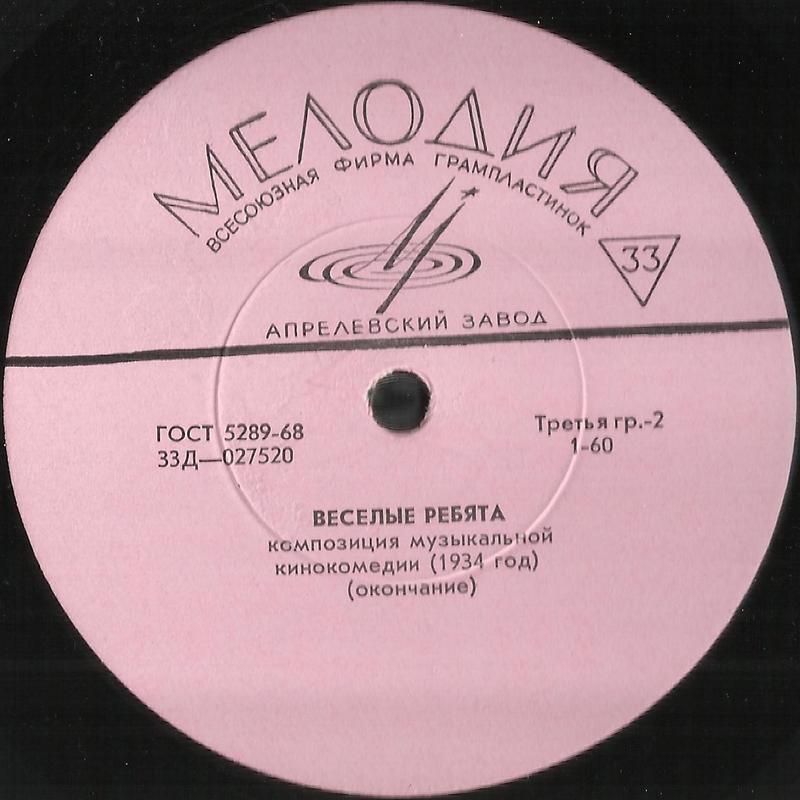 МЕЛОДИЯ
ВСЕСОЮЗНАЯ ФИРМА ГРАМПЛАСТИНОК
33
АПРЕЛЕВСКИЙ ЗАВОД
ГОСТ 5289-68
33Д—027520
Третья гр.-2
1-60
ВЕСЕЛЫЕ РЕБЯТА
композиция музыкальной
кинокомедии (1934 год)
(окончание)